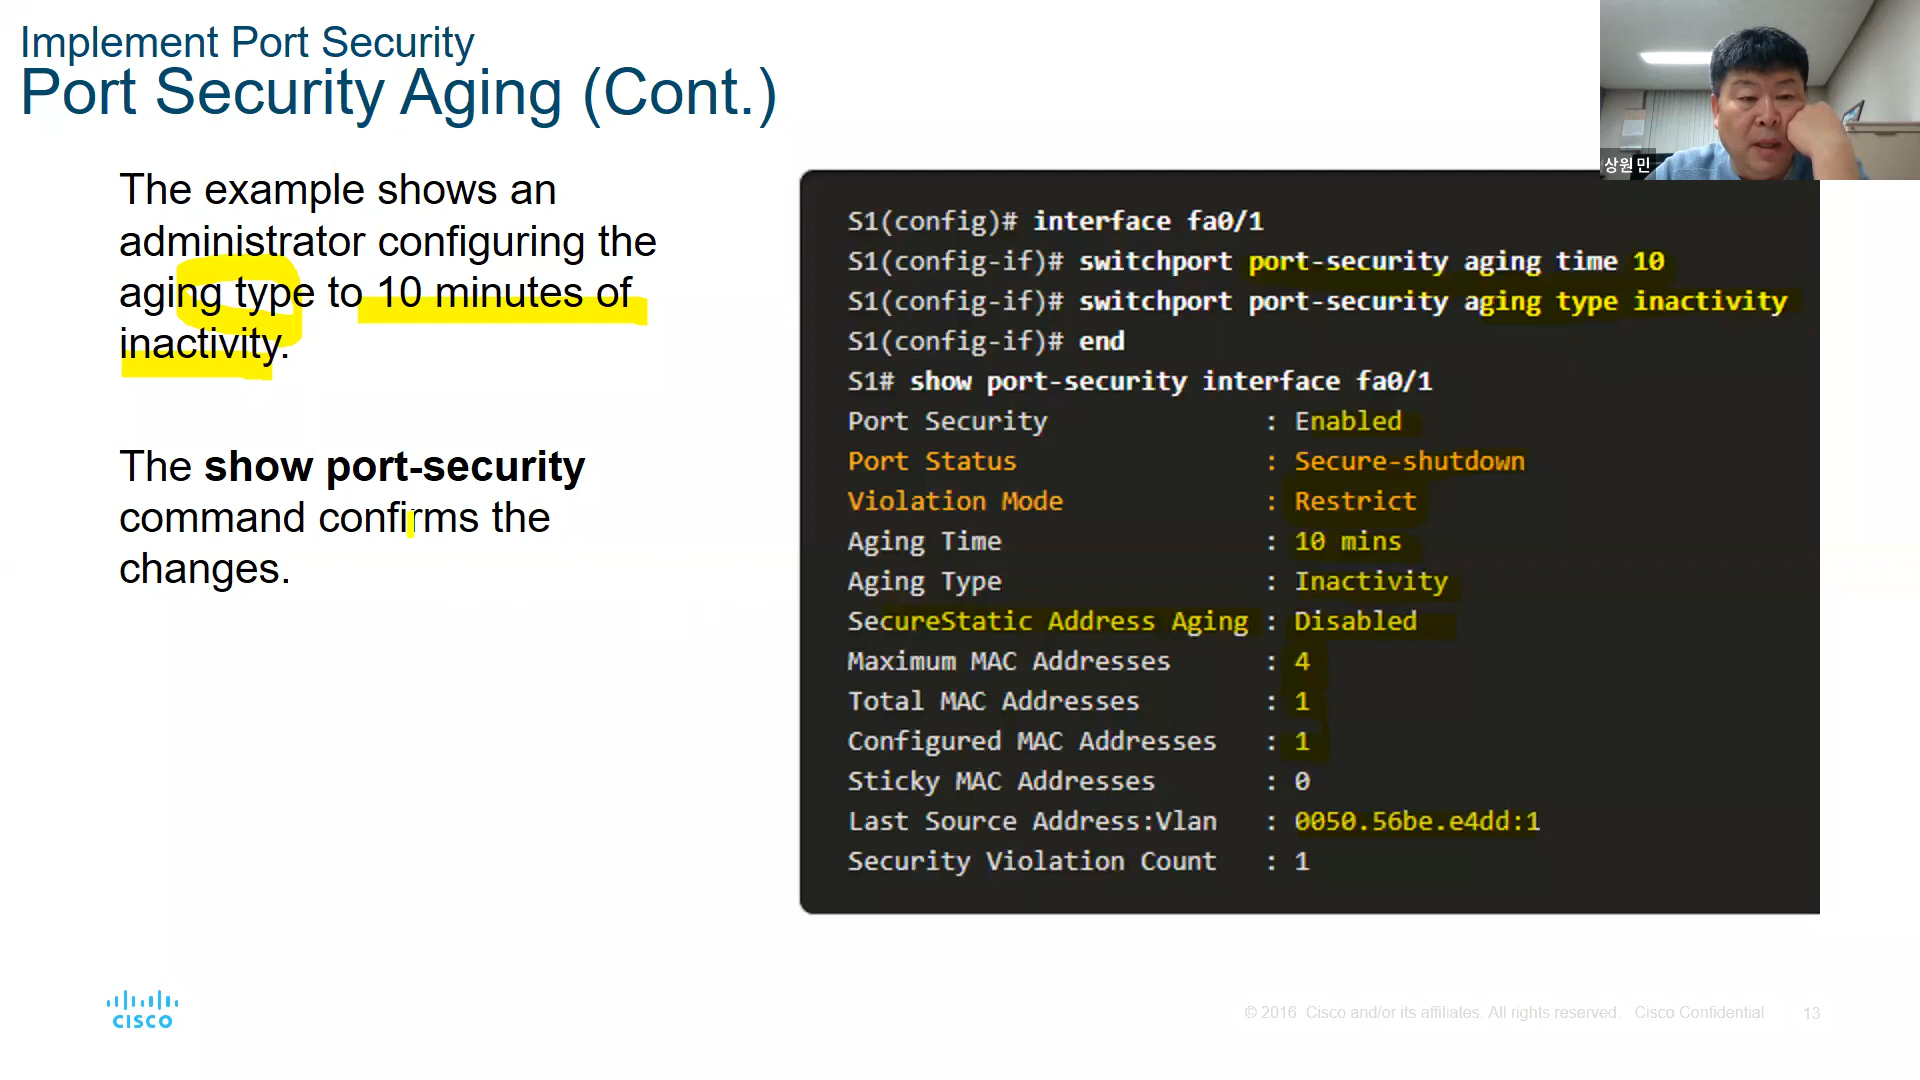 Implement Port Security
Port Security Aging (Cont.)
The example shows an
administrator configuring the
aging type to 10 minutes of
inactivity.
The show port-security
command confirms the
changes.
S1(config)# interface fa0/1
S1(config-if)# switchport port-security aging time 10
S1(config-if)# switchport port-security aging type inactivity
S1(config-if)# end
S1# show port-security interface fa0/1
Port Security : Enabled
Port Status : Secure-shutdown
Violation Mode : Restrict
Aging Time : 10 mins
Aging Type : Inactivity
SecureStatic Address Aging : Disabled
Maximum MAC Addresses : 4
Total MAC Addresses : 1
Configured MAC Addresses : 1
Sticky MAC Addresses : 0
Last Source Address:Vlan : 0050.56be.e4dd:1
Security Violation Count : 1
상원 민
CISCO
© 2016 Cisco and/or its affiliates. All rights reserved. Cisco Confidential 13